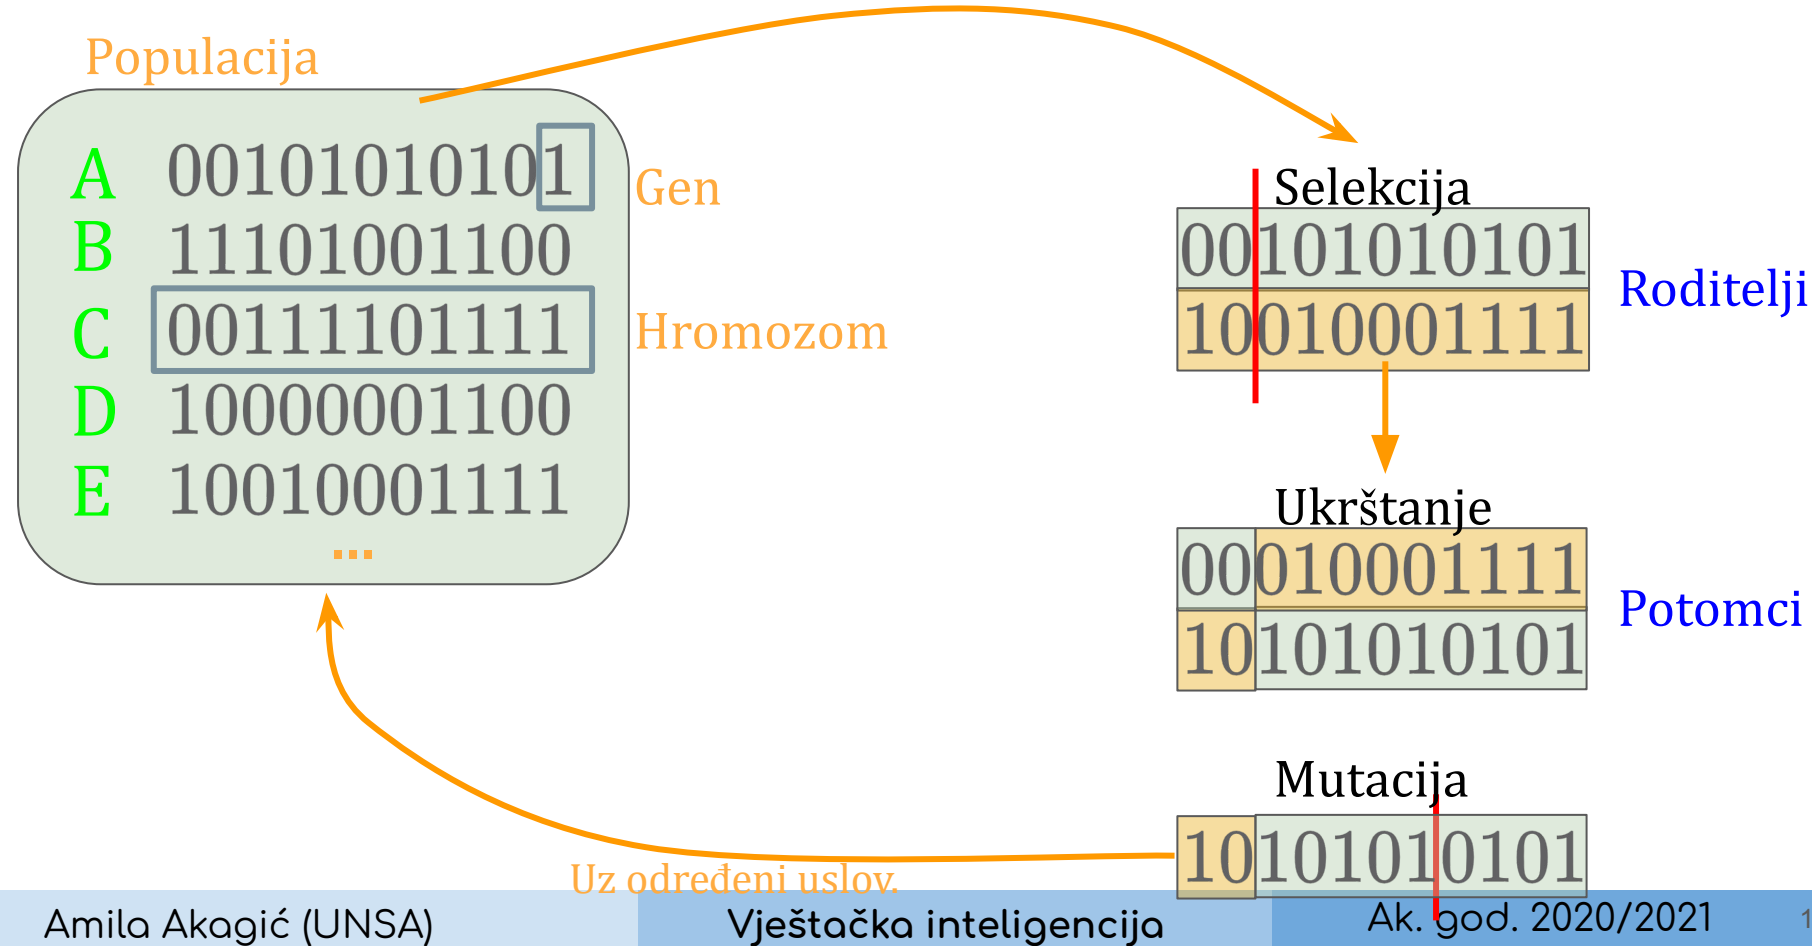 Populacija
A 00101010101
Gen
B 11101001100
C 00111101111
Hromozom
D 10000001100
E 10010001111
...
Selekcija
00101010101
10010001111
Roditelji
Ukrštanje
00010001111
10101010101
Potomci
Mutacija
10101010101
Uz određeni uslov.
Amila Akagić (UNSA)
Vještačka inteligencija
Ak. god. 2020/2021
1